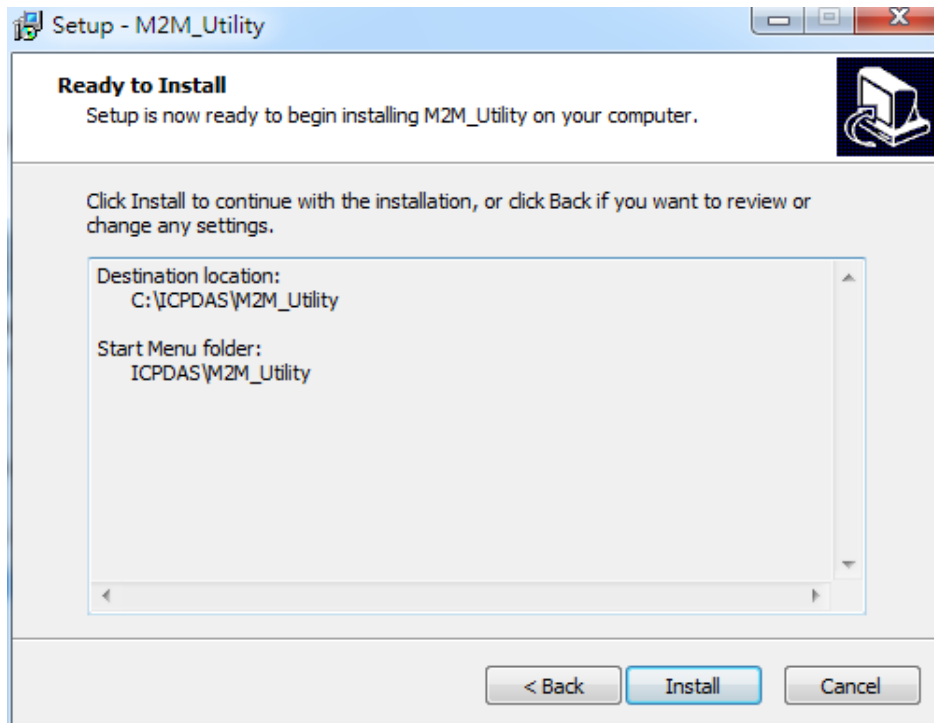 Setup - M2M_Utility
Ready to Install
Setup is now ready to begin installing M2M_Utility on your computer.
Click Install to continue with the installation, or click Back if you want to review or
change any settings.
Destination location:
C:\ICPDAS\M2M_Utility
Start Menu folder:
ICPDAS\M2M_Utility
< Back
Install
Cancel